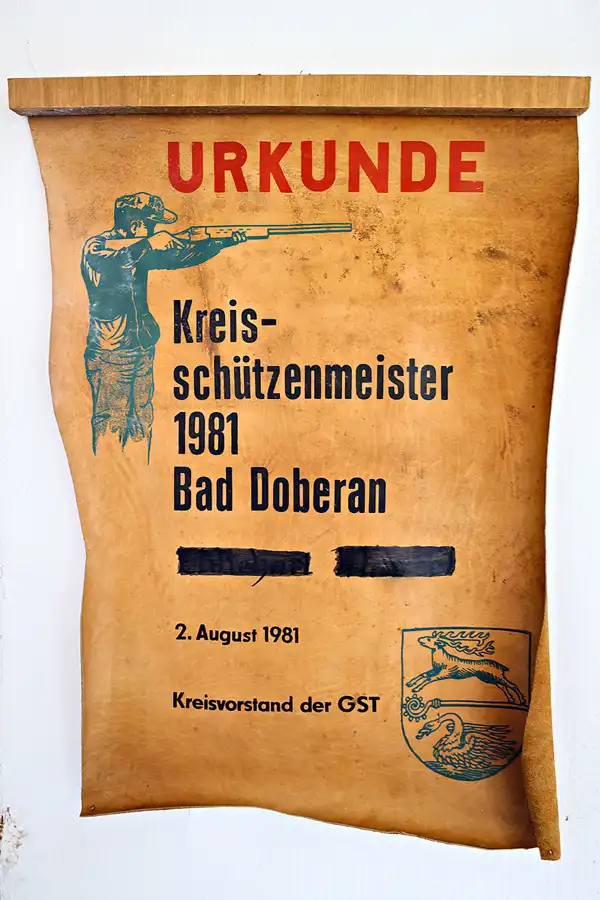 URKUNDE
Kreis-
schützenmeister
1981
Bad Doberan
2. August 1981
Kreisvorstand der GST